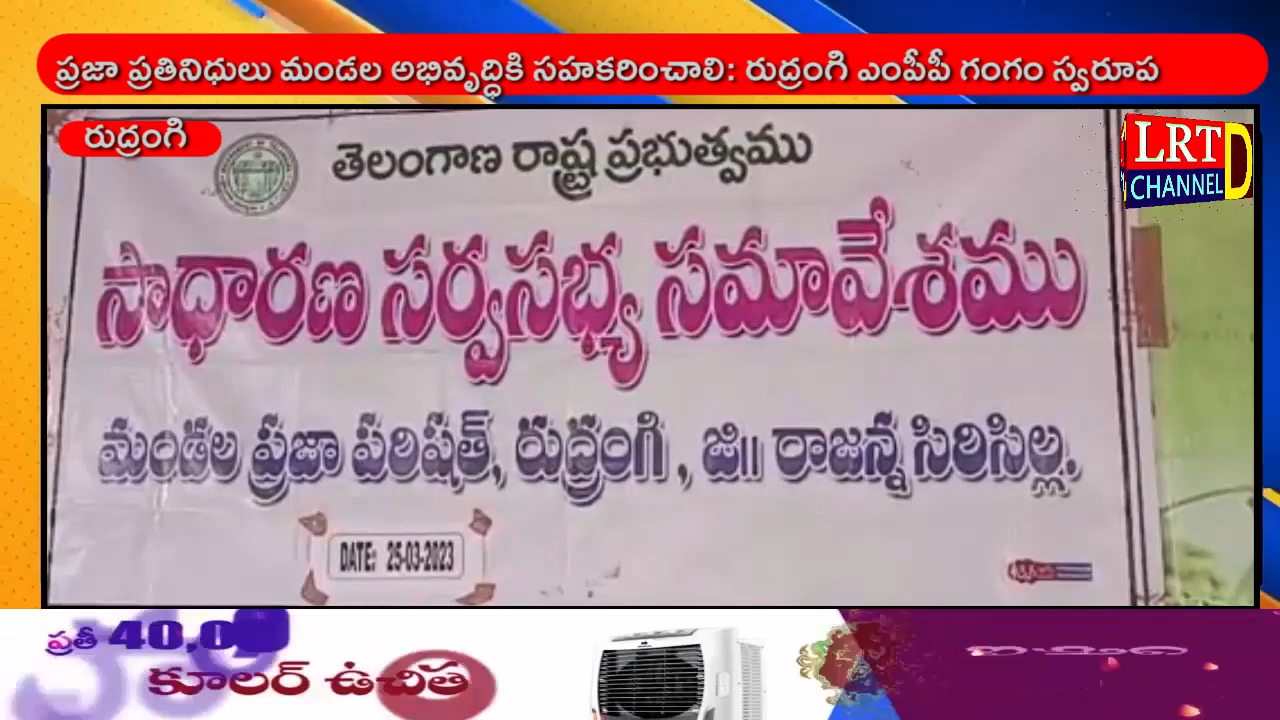 ప్రజా ప్రతినిధులు మండల అభివృద్ధికి సహకరించాలి: రుద్రంగి ఎంపీపీ గంగం స్వరూప
రుద్రంగి
LRT
CHANNEL
D
తెలంగాణ రాష్ట్ర ప్రభుత్వము
సాధారణ సర్వసభ్య సమావేశము
మండల ప్రజా పరిషత్, రుద్రంగి , జి॥ రాజన్న సిరిసిల్ల.
DATE: 25-03-2023
ప్రతీ
కూలర్ ఉచిత